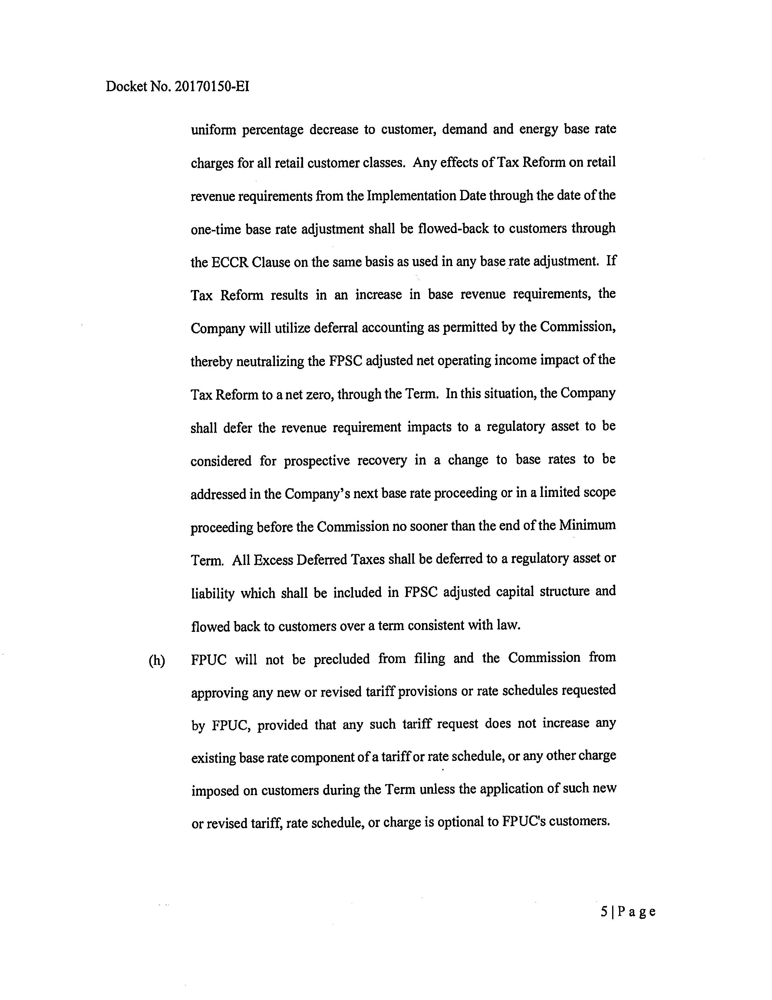 Docket No. 20170150-EI
uniform percentage decrease to customer, demand and energy base rate
charges for all retail customer classes. Any effects of Tax Reform on retail
revenue requirements from the Implementation Date through the date of the
one-time base rate adjustment shall be flowed-back to customers through
the ECCR Clause on the same basis as used in any base rate adjustment. If
Tax Reform results in an increase in base revenue requirements, the
Company will utilize deferral accounting as permitted by the Commission,
thereby neutralizing the FPSC adjusted net operating income impact of the
Tax Reform to a net zero, through the Term. In this situation, the Company
shall defer the revenue requirement impacts to a regulatory asset to be
considered for prospective recovery in a change to base rates to be
addressed in the Company's next base rate proceeding or in a limited scope
proceeding before the Commission no sooner than the end of the Minimum
Term. All Excess Deferred Taxes shall be deferred to a regulatory asset or
liability which shall be included in FPSC adjusted capital structure and
flowed back to customers over a term consistent with law.
(h) FPUC will not be precluded from filing and the Commission from
approving any new or revised tariff provisions or rate schedules requested
by FPUC, provided that any such tariff request does not increase any
existing base rate component of a tariff or rate schedule, or any other charge
imposed on customers during the Term unless the application of such new
or revised tariff, rate schedule, or charge is optional to FPUC's customers.
5 | P a g e